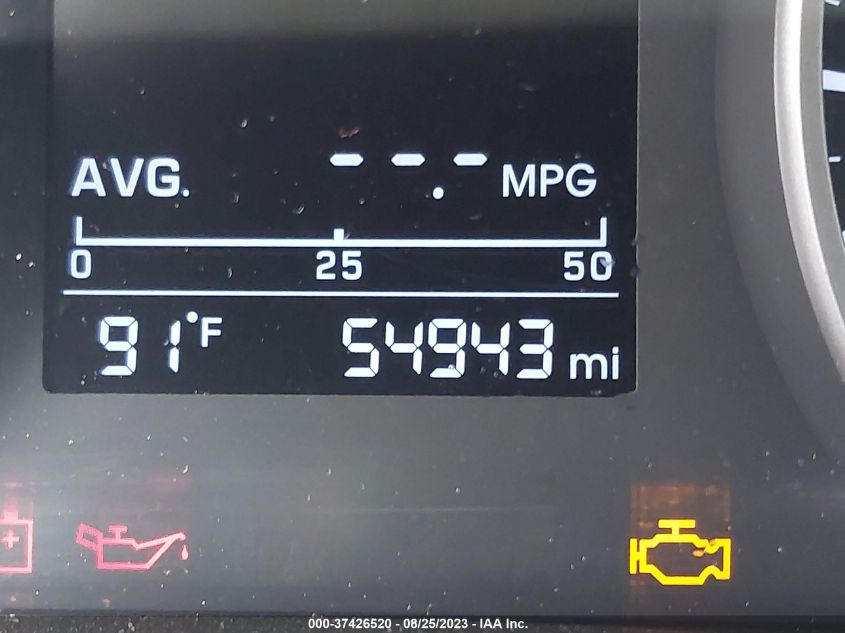 AVG. --.- MPG
0 25 50
91°F 54943 mi
000-37426520 - 08/25/2023 - IAA Inc.